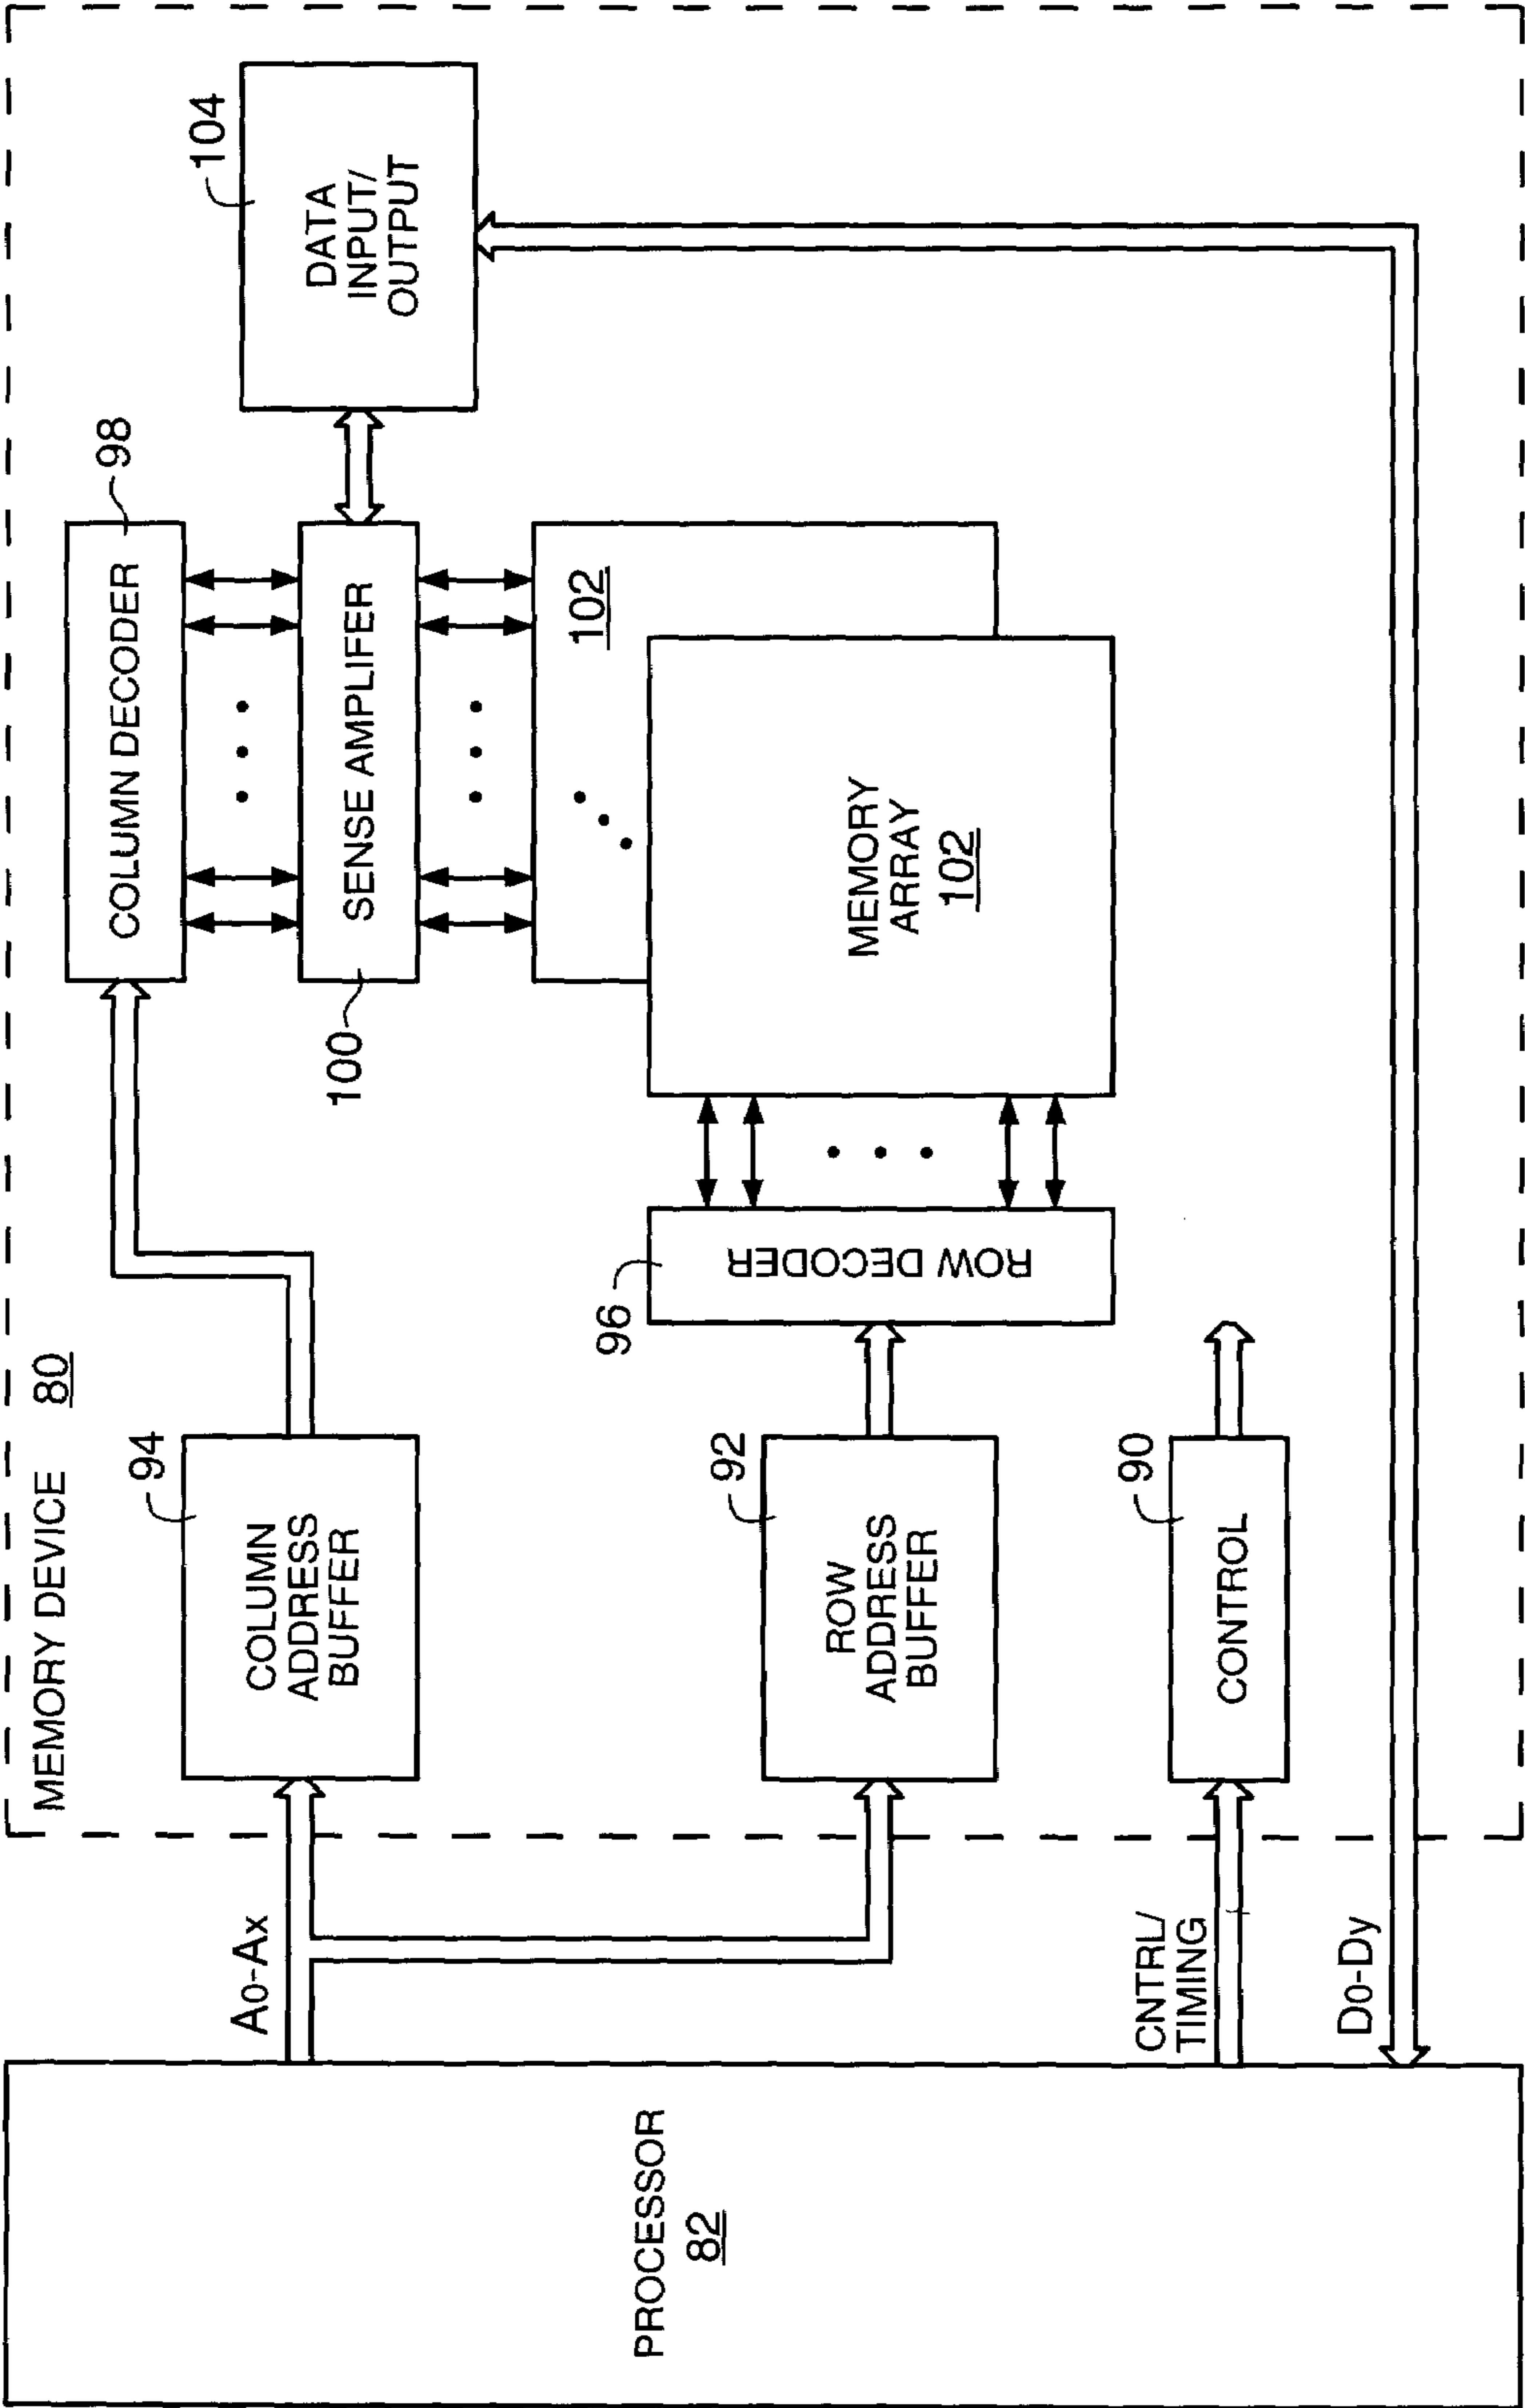 MEMORY DEVICE 80
PROCESSOR
82
A0-AX
CNTRL/
TIMING
D0-Dy
94
COLUMN
ADDRESS
BUFFER
92
ROW
ADDRESS
BUFFER
90
CONTROL
96
ROW DECODER
COLUMN DECODER
98
SENSE AMPLIFER
100
102
MEMORY
ARRAY
102
104
DATA
INPUT/
OUTPUT